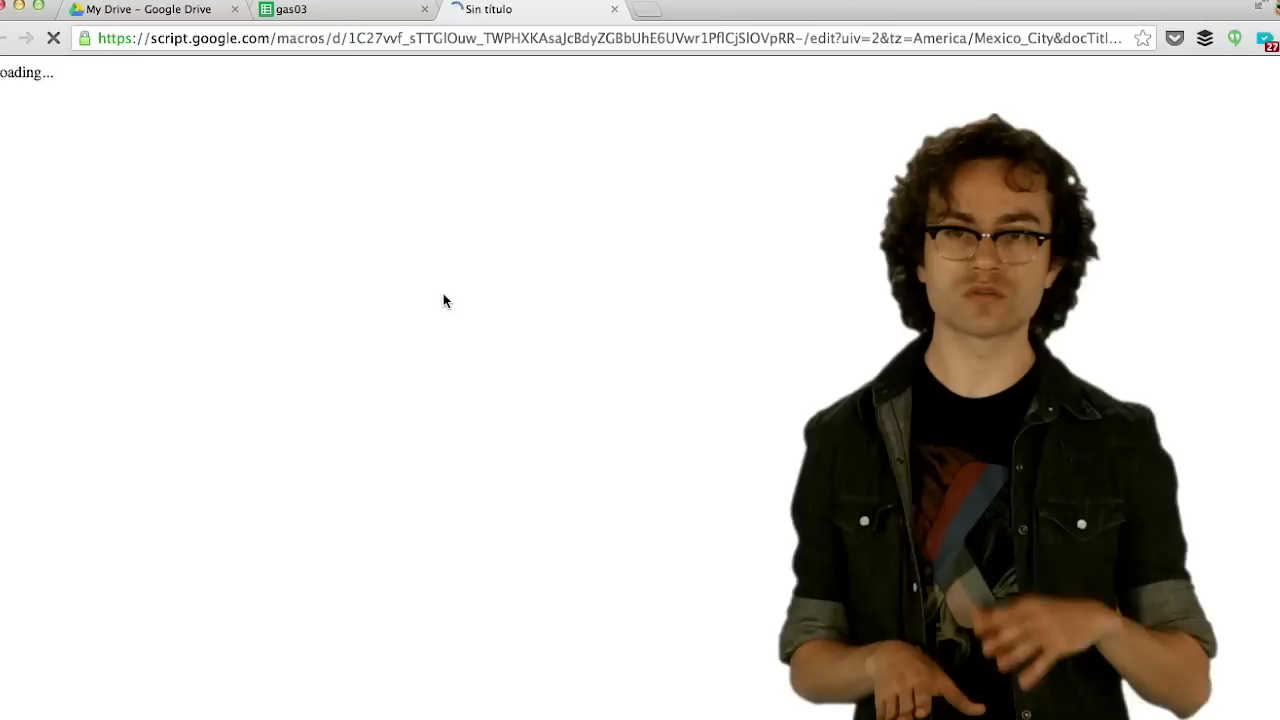 My Drive – Google Drive
gas03
Sin título
https://script.google.com/macros/d/1C27vvf_sTTGlOuw_TWPHXKAsaJcBdyZGBbUhE6UVwr1PflCjSlOVpRR-/edit?uiv=2&tz=America/Mexico_City&docTitl...
27
oading...